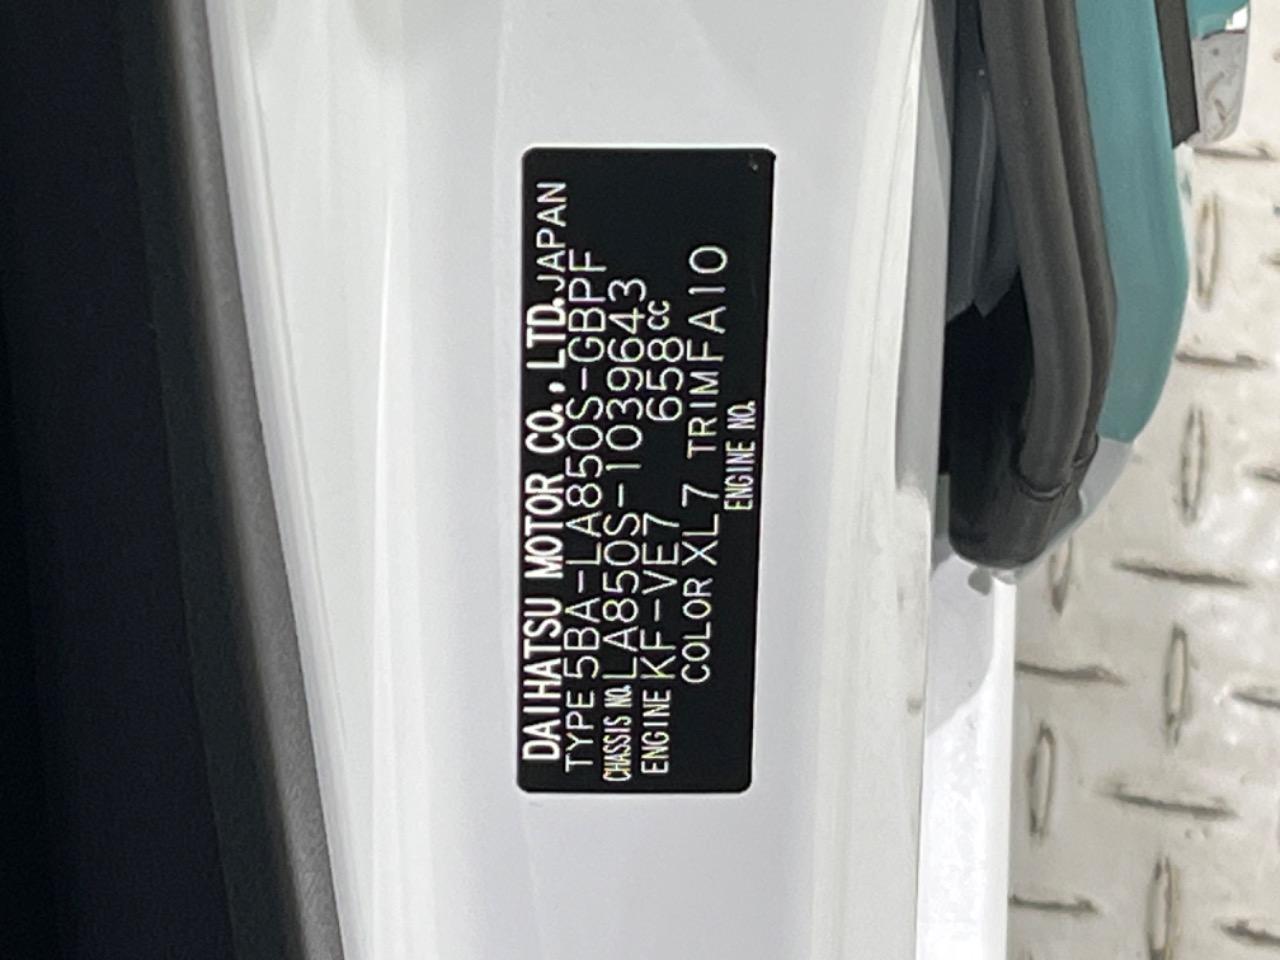 DAIHATSU MOTOR CO.,LTD.JAPAN
TYPE 5BA-LA850S-GBPF
CHASSIS NO. LA850S-1039643
ENGINE KF-VE7 658cc
COLOR XL7 TRIM FA10
ENGINE NO.